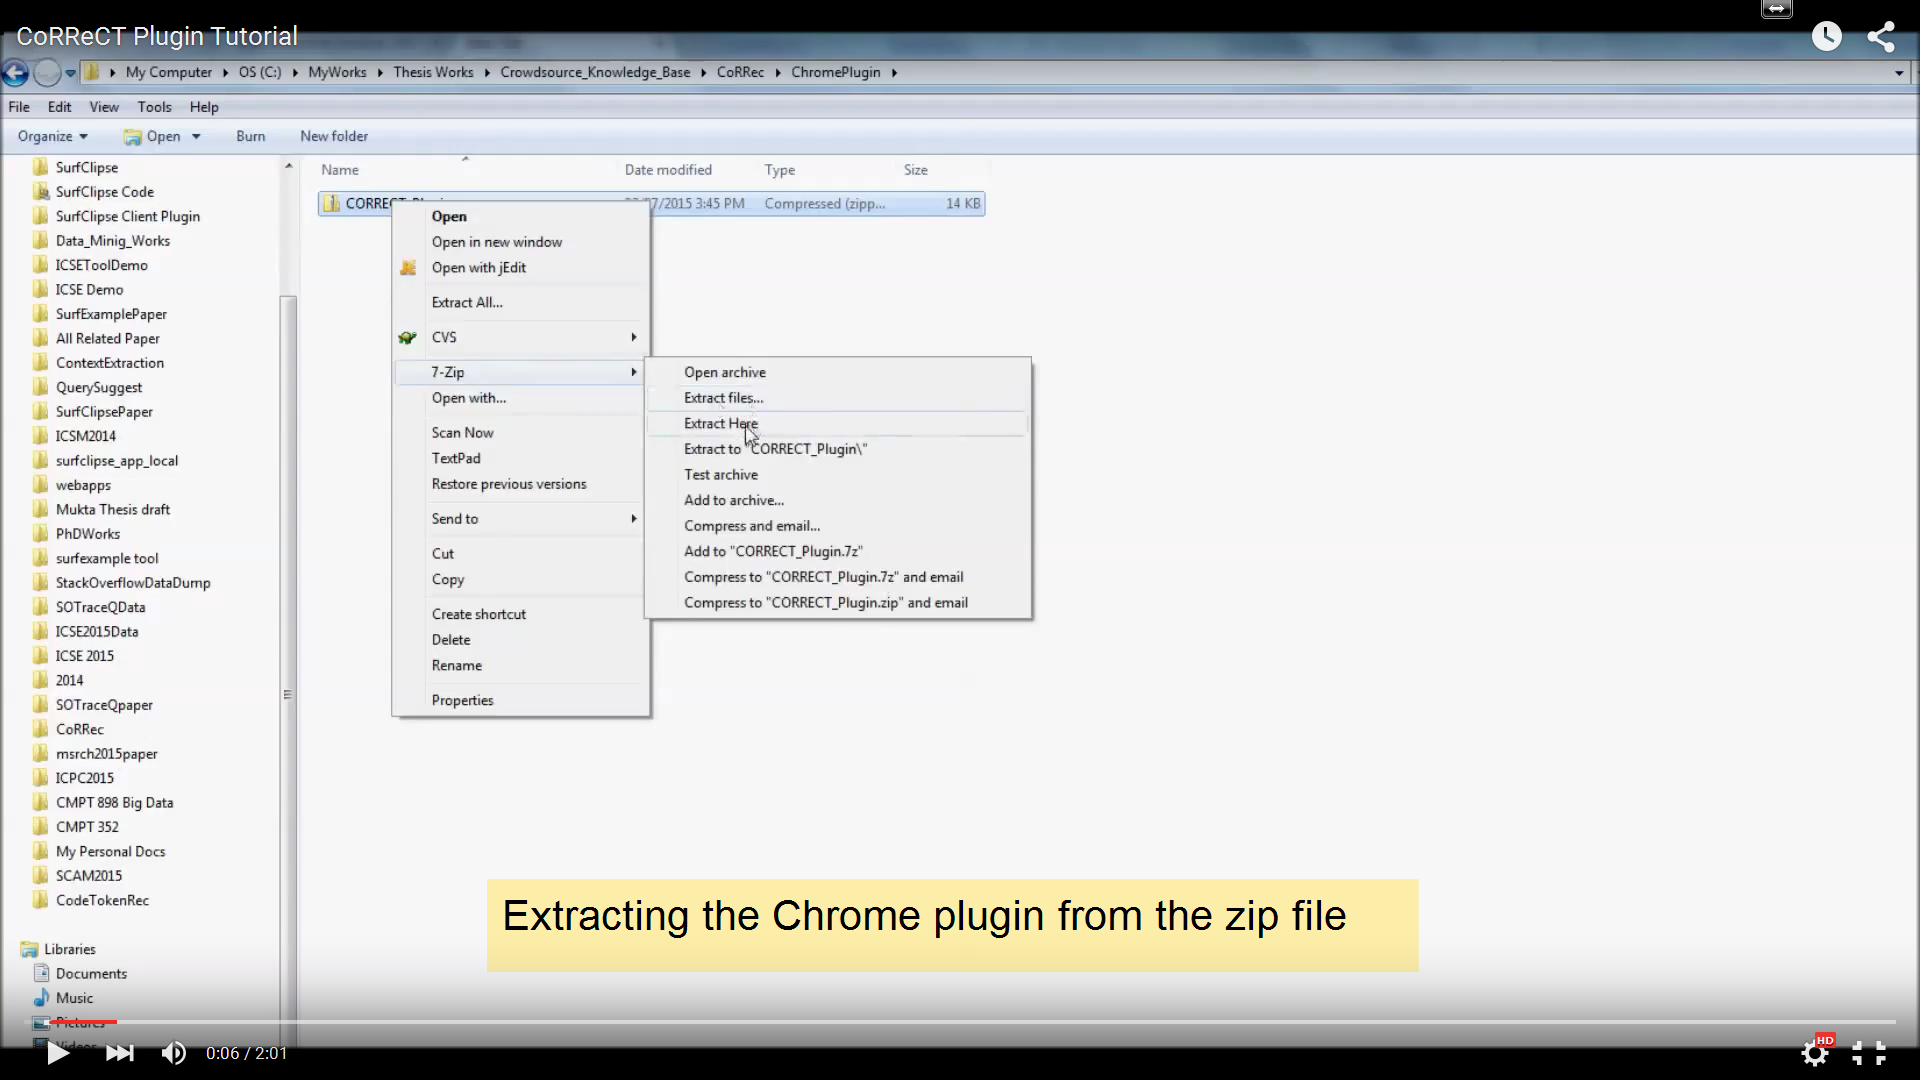 CoRReCT Plugin Tutorial
My Computer OS (C:) MyWorks Thesis Works Crowdsource_Knowledge_Base CoRRec ChromePlugin
File Edit View Tools Help
Organize Open Burn New folder
Name Date modified Type Size
/2015 3:45 PM Compressed (zipp... 14 KB
SurfClipse
SurfClipse Code
SurfClipse Client Plugin
Data_Minig_Works
ICSEToolDemo
ICSE Demo
SurfExamplePaper
All Related Paper
ContextExtraction
QuerySuggest
SurfClipsePaper
ICSM2014
surfclipse_app_local
webapps
Mukta Thesis draft
PhDWorks
surfexample tool
StackOverflowDataDump
SOTraceQData
ICSE2015Data
ICSE 2015
2014
SOTraceQpaper
CoRRec
msrch2015paper
ICPC2015
CMPT 898 Big Data
CMPT 352
My Personal Docs
SCAM2015
CodeTokenRec
Libraries
Documents
Music
Pictures
Videos
Open
Open in new window
Open with jEdit
Extract All...
CVS
7-Zip
Open with...
Scan Now
TextPad
Restore previous versions
Send to
Cut
Copy
Create shortcut
Delete
Rename
Properties
Open archive
Extract files...
Extract Here
Extract to "CORRECT_Plugin\"
Test archive
Add to archive...
Compress and email...
Add to "CORRECT_Plugin.7z"
Compress to "CORRECT_Plugin.7z" and email
Compress to "CORRECT_Plugin.zip" and email
Extracting the Chrome plugin from the zip file
0:06 / 2:01
HD